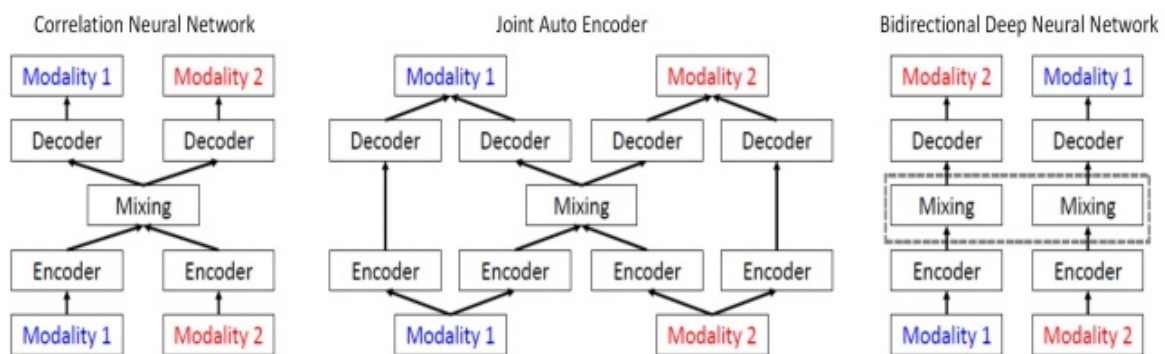 Correlation Neural Network Joint Auto Encoder Bidirectional Deep Neural Network
Modality 1 Modality 2 Modality 1 Modality 2 Modality 2 Modality 1
Decoder Decoder Decoder Decoder Decoder Decoder Decoder Decoder
Mixing Mixing Mixing Mixing
Encoder Encoder Encoder Encoder Encoder Encoder Encoder Encoder
Modality 1 Modality 2 Modality 1 Modality 2 Modality 1 Modality 2